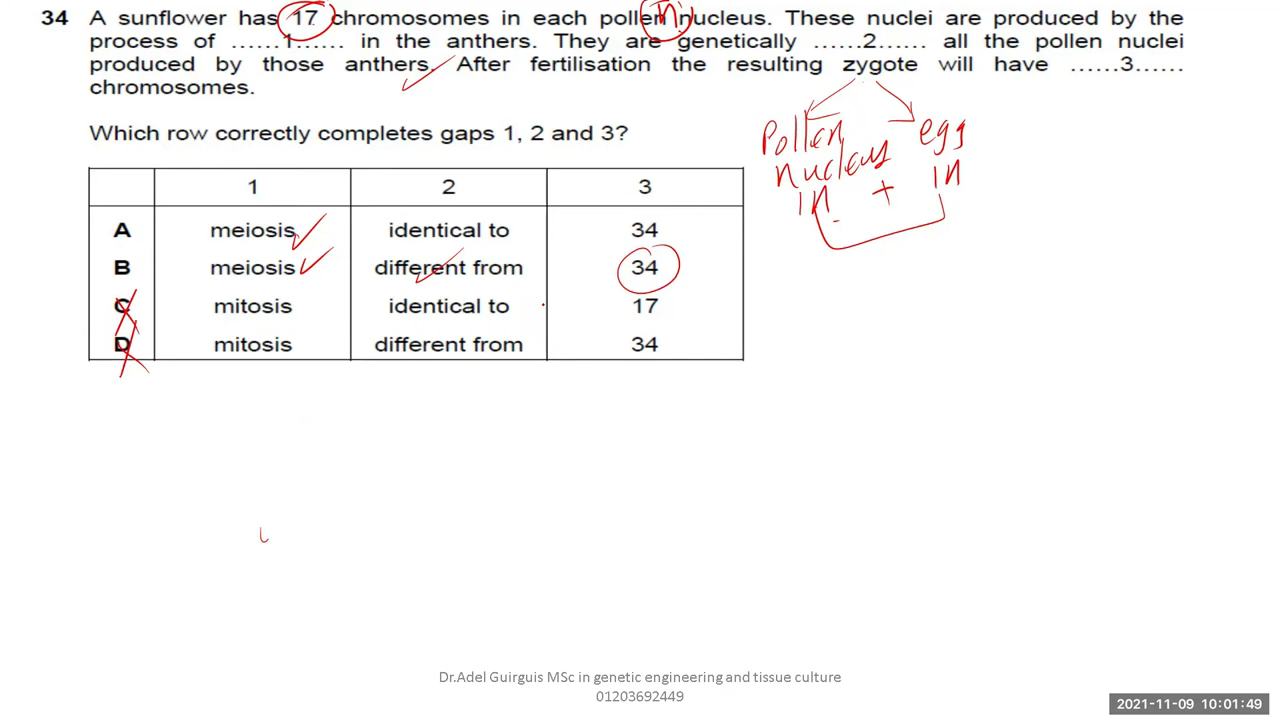 34 A sunflower has 17 chromosomes in each pollen nucleus. These nuclei are produced by the
process of ......1...... in the anthers. They are genetically ......2...... all the pollen nuclei
produced by those anthers. After fertilisation the resulting zygote will have ......3......
chromosomes.
n
Which row correctly completes gaps 1, 2 and 3?
Pollen nucleus 1n + egg 1n
1 2 3
A meiosis identical to 34
B meiosis different from 34
C mitosis identical to 17
D mitosis different from 34
Dr.Adel Guirguis MSc in genetic engineering and tissue culture
01203692449
2021-11-09 10:01:49